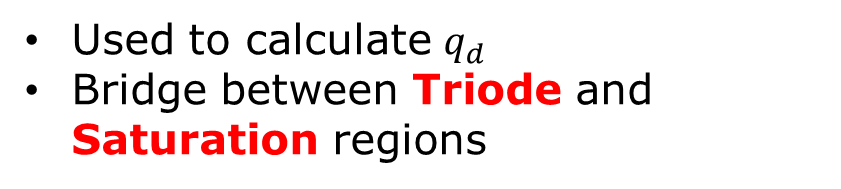 • Used to calculate q_d
• Bridge between Triode and
Saturation regions